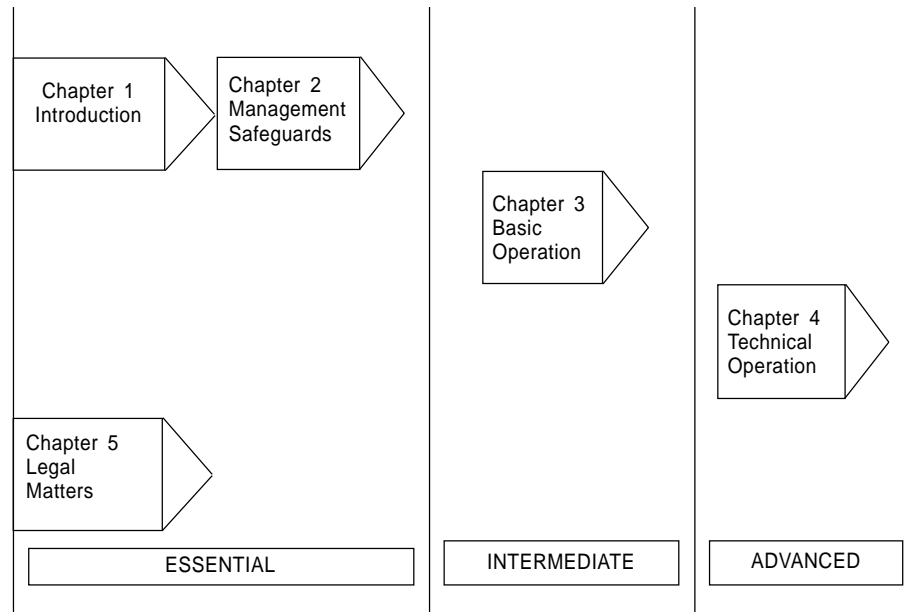 Chapter 1
Introduction
Chapter 2
Management
Safeguards
Chapter 3
Basic
Operation
Chapter 4
Technical
Operation
Chapter 5
Legal
Matters
ESSENTIAL
INTERMEDIATE
ADVANCED